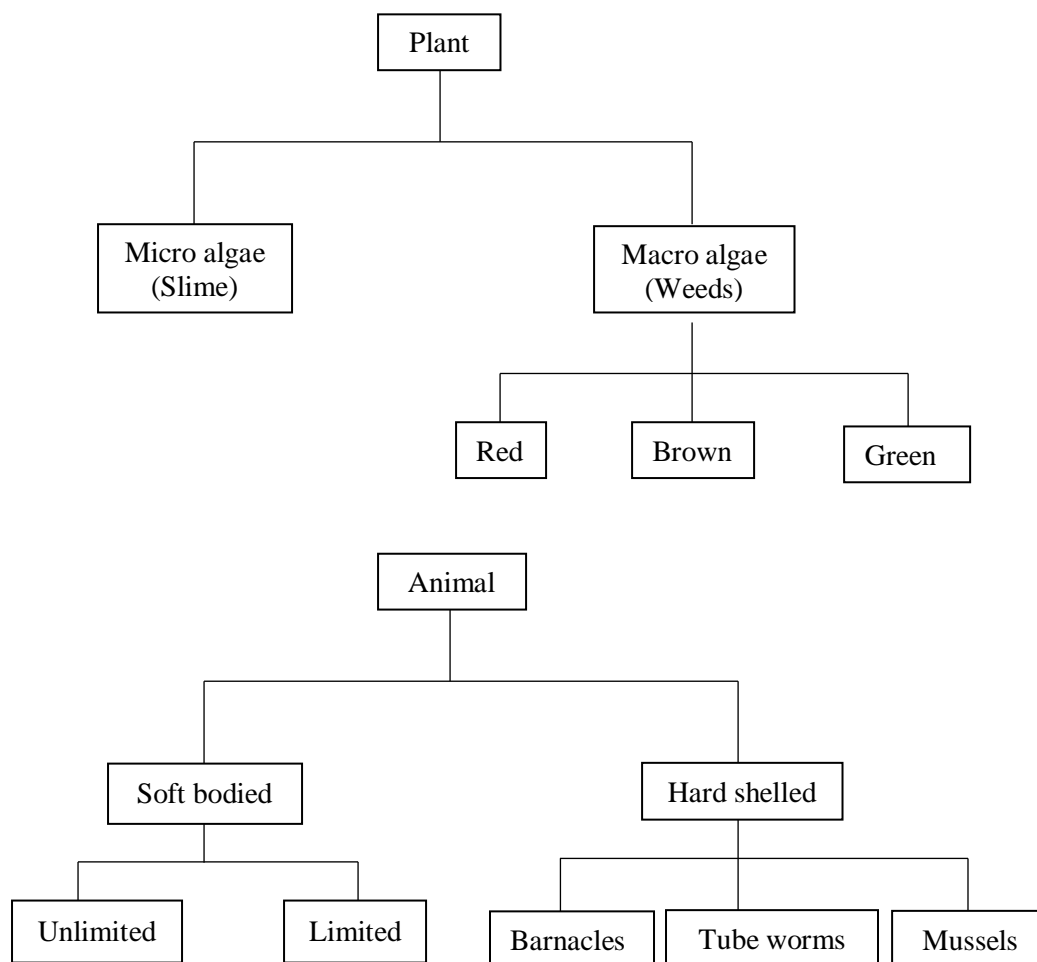 Plant
Micro algae
(Slime)
Macro algae
(Weeds)
Red
Brown
Green
Animal
Soft bodied
Hard shelled
Unlimited
Limited
Barnacles
Tube worms
Mussels